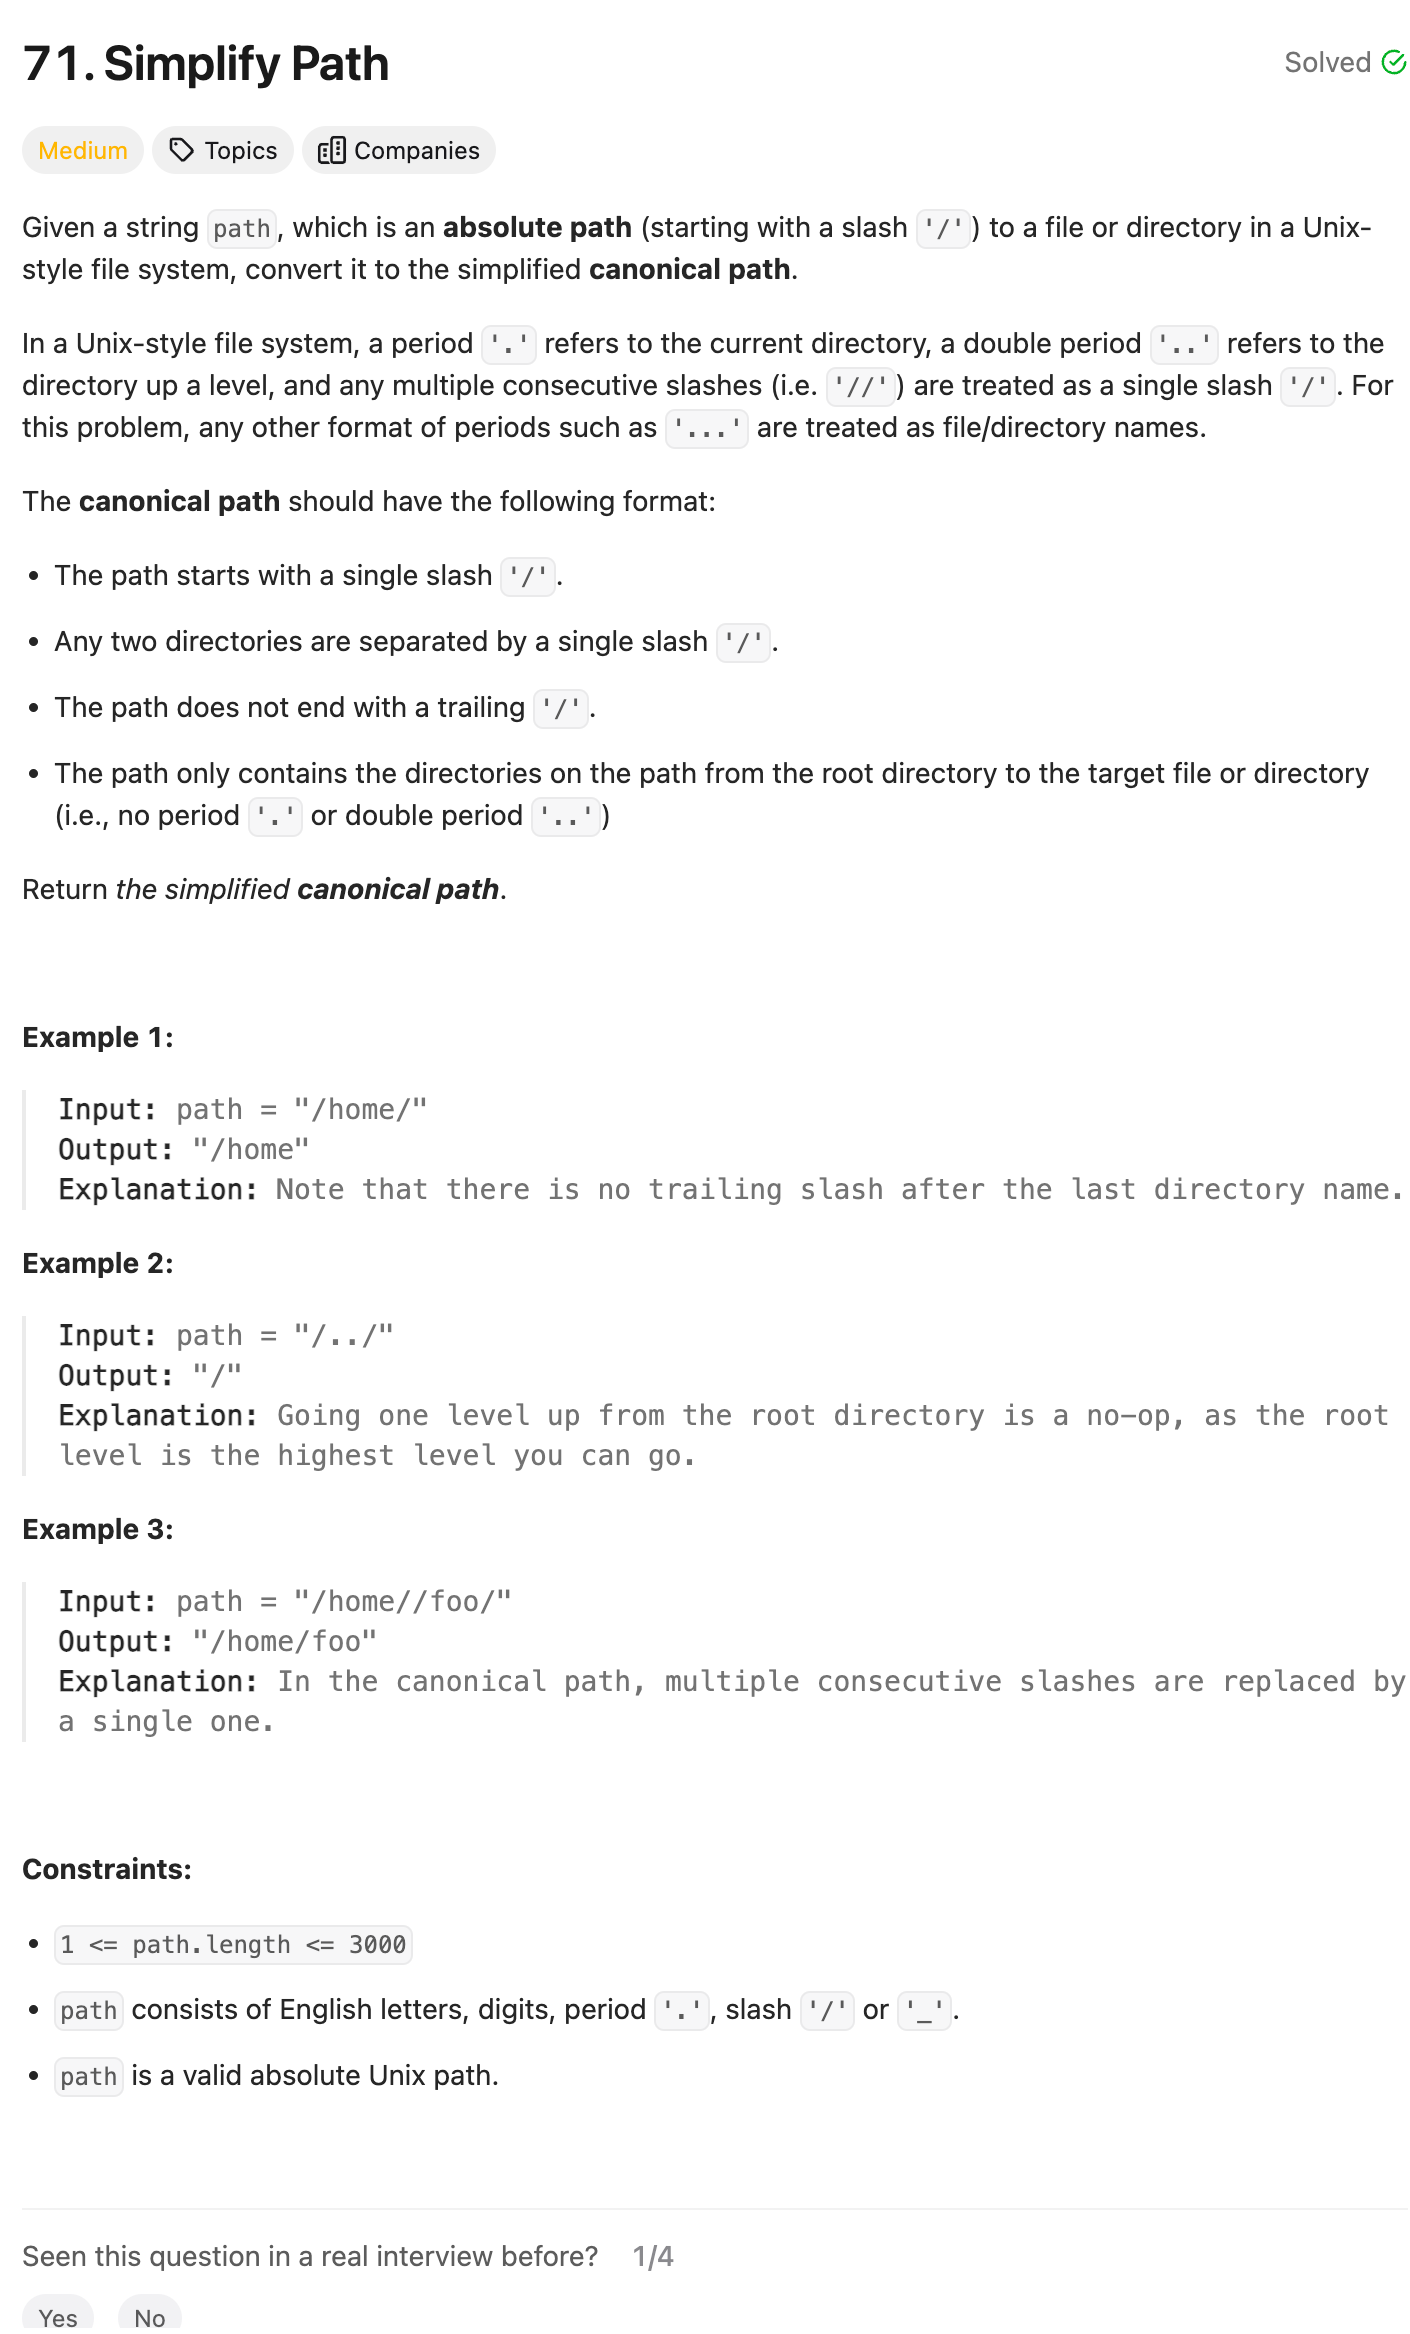 71. Simplify Path
Solved
Medium Topics Companies
Given a string path, which is an absolute path (starting with a slash '/') to a file or directory in a Unix-
style file system, convert it to the simplified canonical path.
In a Unix-style file system, a period '.' refers to the current directory, a double period '..' refers to the
directory up a level, and any multiple consecutive slashes (i.e. '//') are treated as a single slash '/'. For
this problem, any other format of periods such as '...' are treated as file/directory names.
The canonical path should have the following format:
• The path starts with a single slash '/'.
• Any two directories are separated by a single slash '/'.
• The path does not end with a trailing '/'.
• The path only contains the directories on the path from the root directory to the target file or directory
(i.e., no period '.' or double period '..')
Return the simplified canonical path.
Example 1:
Input: path = "/home/"
Output: "/home"
Explanation: Note that there is no trailing slash after the last directory name.
Example 2:
Input: path = "/../"
Output: "/"
Explanation: Going one level up from the root directory is a no-op, as the root
level is the highest level you can go.
Example 3:
Input: path = "/home//foo/"
Output: "/home/foo"
Explanation: In the canonical path, multiple consecutive slashes are replaced by
a single one.
Constraints:
• 1 <= path.length <= 3000
• path consists of English letters, digits, period '.', slash '/' or '_'.
• path is a valid absolute Unix path.
Seen this question in a real interview before? 1/4
Yes No